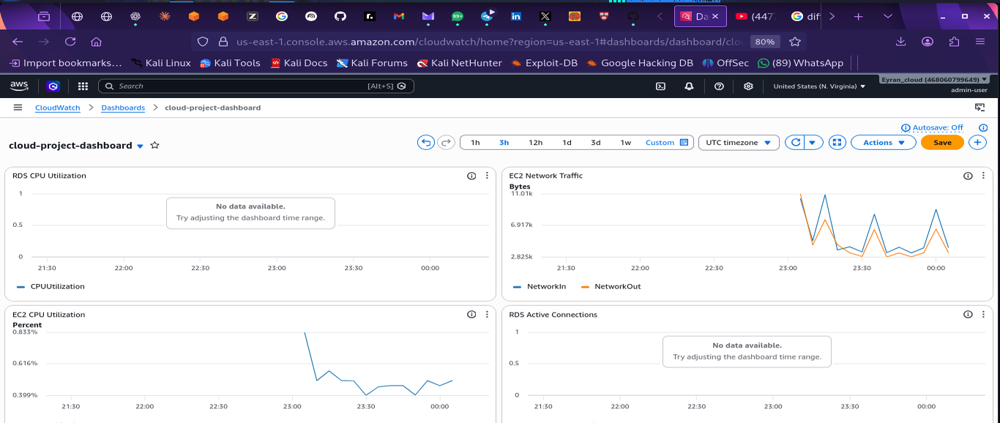 99+
Da
(447
dif
us-east-1.console.aws.amazon.com/cloudwatch/home?region=us-east-1#dashboards/dashboard/clo
80%
Import bookmarks…
Kali Linux
Kali Tools
Kali Docs
Kali Forums
Kali NetHunter
Exploit-DB
Google Hacking DB
OffSec
(89) WhatsApp
aws
Search
[Alt+S]
United States (N. Virginia)
Eyran_cloud (468060799649)
admin-user
CloudWatch
Dashboards
cloud-project-dashboard
Autosave: Off
cloud-project-dashboard
1h
3h
12h
1d
3d
1w
Custom
UTC timezone
Actions
Save
RDS CPU Utilization
1
0.5
0
No data available.
Try adjusting the dashboard time range.
21:30
22:00
22:30
23:00
23:30
00:00
CPUUtilization
EC2 Network Traffic
Bytes
11.01k
6.917k
2.825k
21:30
22:00
22:30
23:00
23:30
00:00
NetworkIn
NetworkOut
EC2 CPU Utilization
Percent
0.833%
0.616%
0.399%
21:30
22:00
22:30
23:00
23:30
00:00
RDS Active Connections
1
0.5
0
No data available.
Try adjusting the dashboard time range.
21:30
22:00
22:30
23:00
23:30
00:00